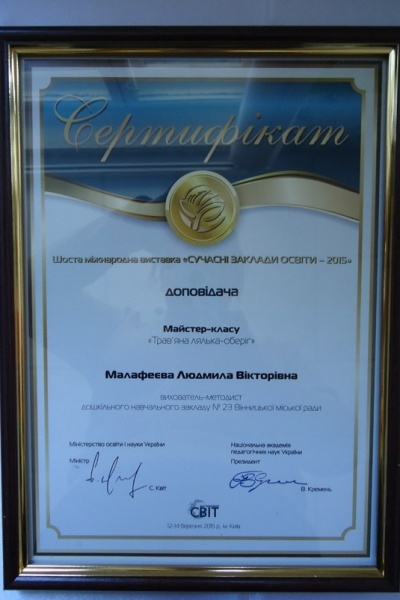 Сертифікат
Шоста міжнародна виставка «СУЧАСНІ ЗАКЛАДИ ОСВІТИ – 2015»
доповідача
Майстер-класу
«Трав'яна лялька-оберіг»
Малафеєва Людмила Вікторівна
вихователь-методист
дошкільного навчального закладу № 23 Вінницької міської ради
Міністерство освіти і науки України
Міністр
С. Квіт
Національна академія
педагогічних наук України
Президент
В. Кремень
СВІТ
12-14 березня 2015 р., м. Київ